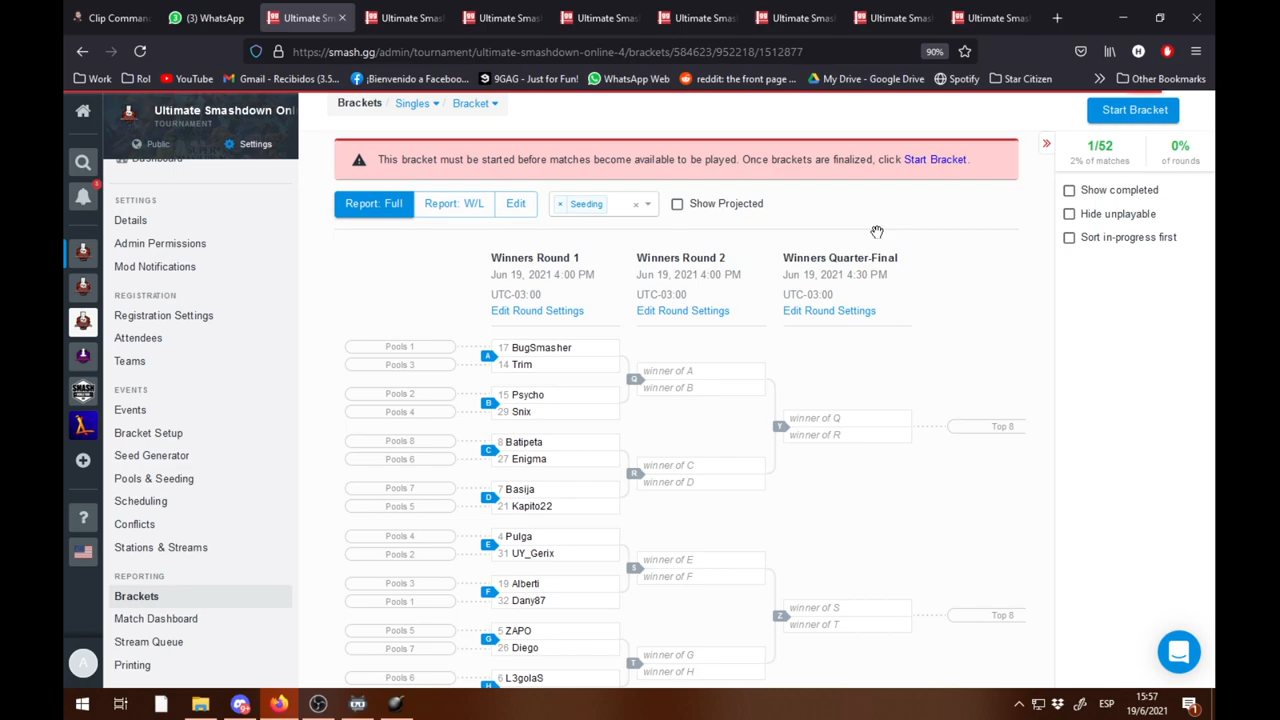 Clip Comman
(3) WhatsApp
Ultimate Sm
Ultimate Smash
Ultimate Smash
Ultimate Smash
Ultimate Smash
Ultimate Smash
Ultimate Smash
Ultimate Smash
https://smash.gg/admin/tournament/ultimate-smashdown-online-4/brackets/584623/952218/1512877
90%
Work
Rol
YouTube
Gmail - Recibidos (3.5...
¡Bienvenido a Faceboo...
9GAG - Just for Fun!
WhatsApp Web
reddit: the front page ...
My Drive - Google Drive
Spotify
Star Citizen
Other Bookmarks
Ultimate Smashdown Onl
TOURNAMENT
Public
Settings
Dashboard
SETTINGS
Details
Admin Permissions
Mod Notifications
REGISTRATION
Registration Settings
Attendees
Teams
EVENTS
Events
Bracket Setup
Seed Generator
Pools & Seeding
Scheduling
Conflicts
Stations & Streams
REPORTING
Brackets
Match Dashboard
Stream Queue
Printing
A
Brackets / Singles / Bracket
Start Bracket
This bracket must be started before matches become available to be played. Once brackets are finalized, click Start Bracket.
Report: Full
Report: W/L
Edit
× Seeding
×
Show Projected
1/52
2% of matches
0%
of rounds
Show completed
Hide unplayable
Sort in-progress first
Winners Round 1
Jun 19, 2021 4:00 PM
UTC-03:00
Edit Round Settings
Winners Round 2
Jun 19, 2021 4:00 PM
UTC-03:00
Edit Round Settings
Winners Quarter-Final
Jun 19, 2021 4:30 PM
UTC-03:00
Edit Round Settings
Pools 1
Pools 3
A
17 BugSmasher
14 Trim
Pools 2
Pools 4
B
15 Psycho
29 Snix
Pools 8
Pools 6
C
8 Batipeta
27 Enigma
Pools 7
Pools 5
D
7 Basija
21 Kapito22
Pools 4
Pools 2
E
4 Pulga
31 UY_Gerix
Pools 3
Pools 1
F
19 Alberti
32 Dany87
Pools 5
Pools 7
G
5 ZAPO
26 Diego
Pools 8
Pools 6
H
6 L3golaS
Q
winner of A
winner of B
R
winner of C
winner of D
S
winner of E
winner of F
T
winner of G
winner of H
Y
winner of Q
winner of R
Top 8
Z
winner of S
winner of T
Top 8
ESP
15:57
19/6/2021